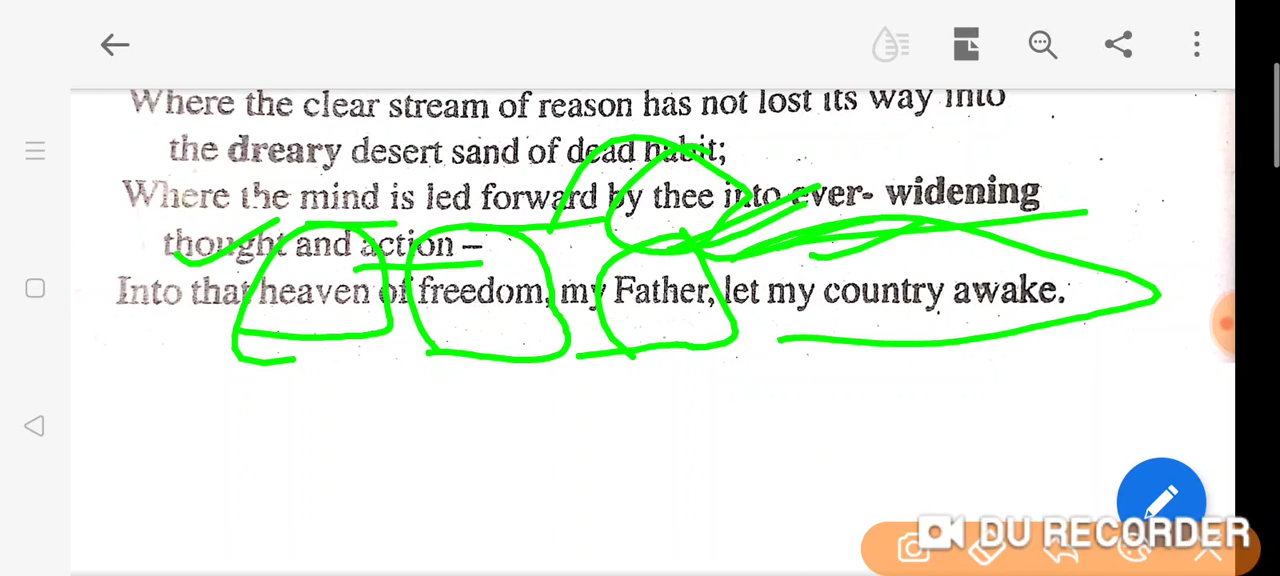 Where the clear stream of reason has not lost its way into
the dreary desert sand of dead habit;
Where the mind is led forward by thee into ever- widening
thought and action –
Into that heaven of freedom, my Father, let my country awake.
DU RECORDER